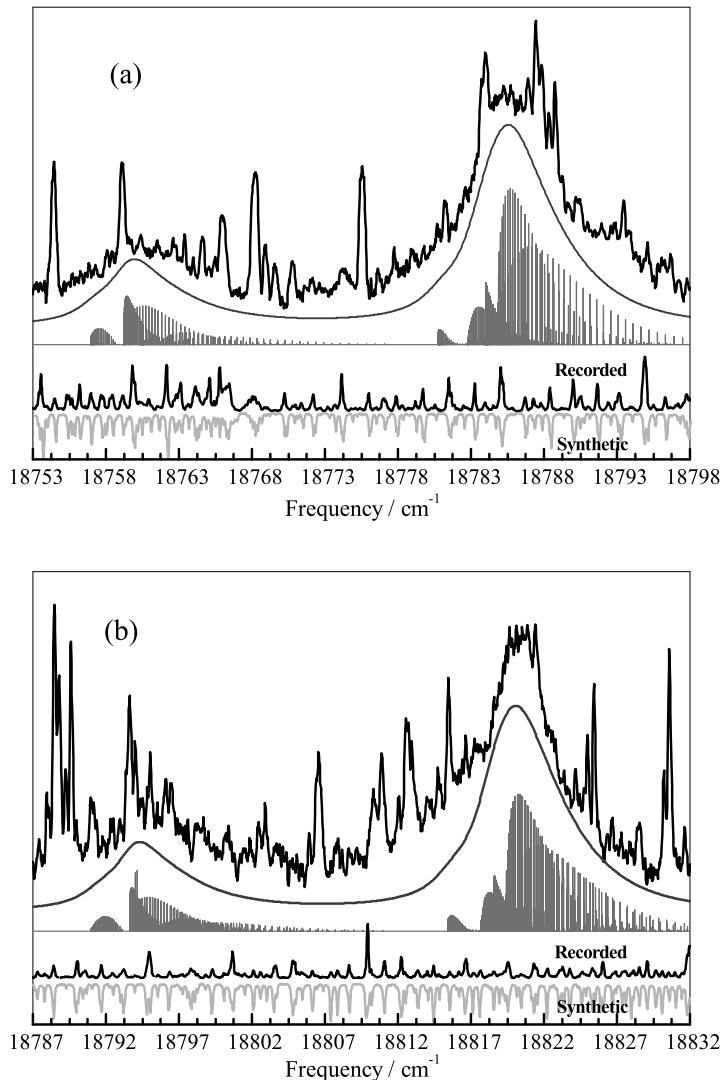 (a)
Recorded
Synthetic
18753 18758 18763 18768 18773 18778 18783 18788 18793 18798
Frequency / cm-1
(b)
Recorded
Synthetic
18787 18792 18797 18802 18807 18812 18817 18822 18827 18832
Frequency / cm-1